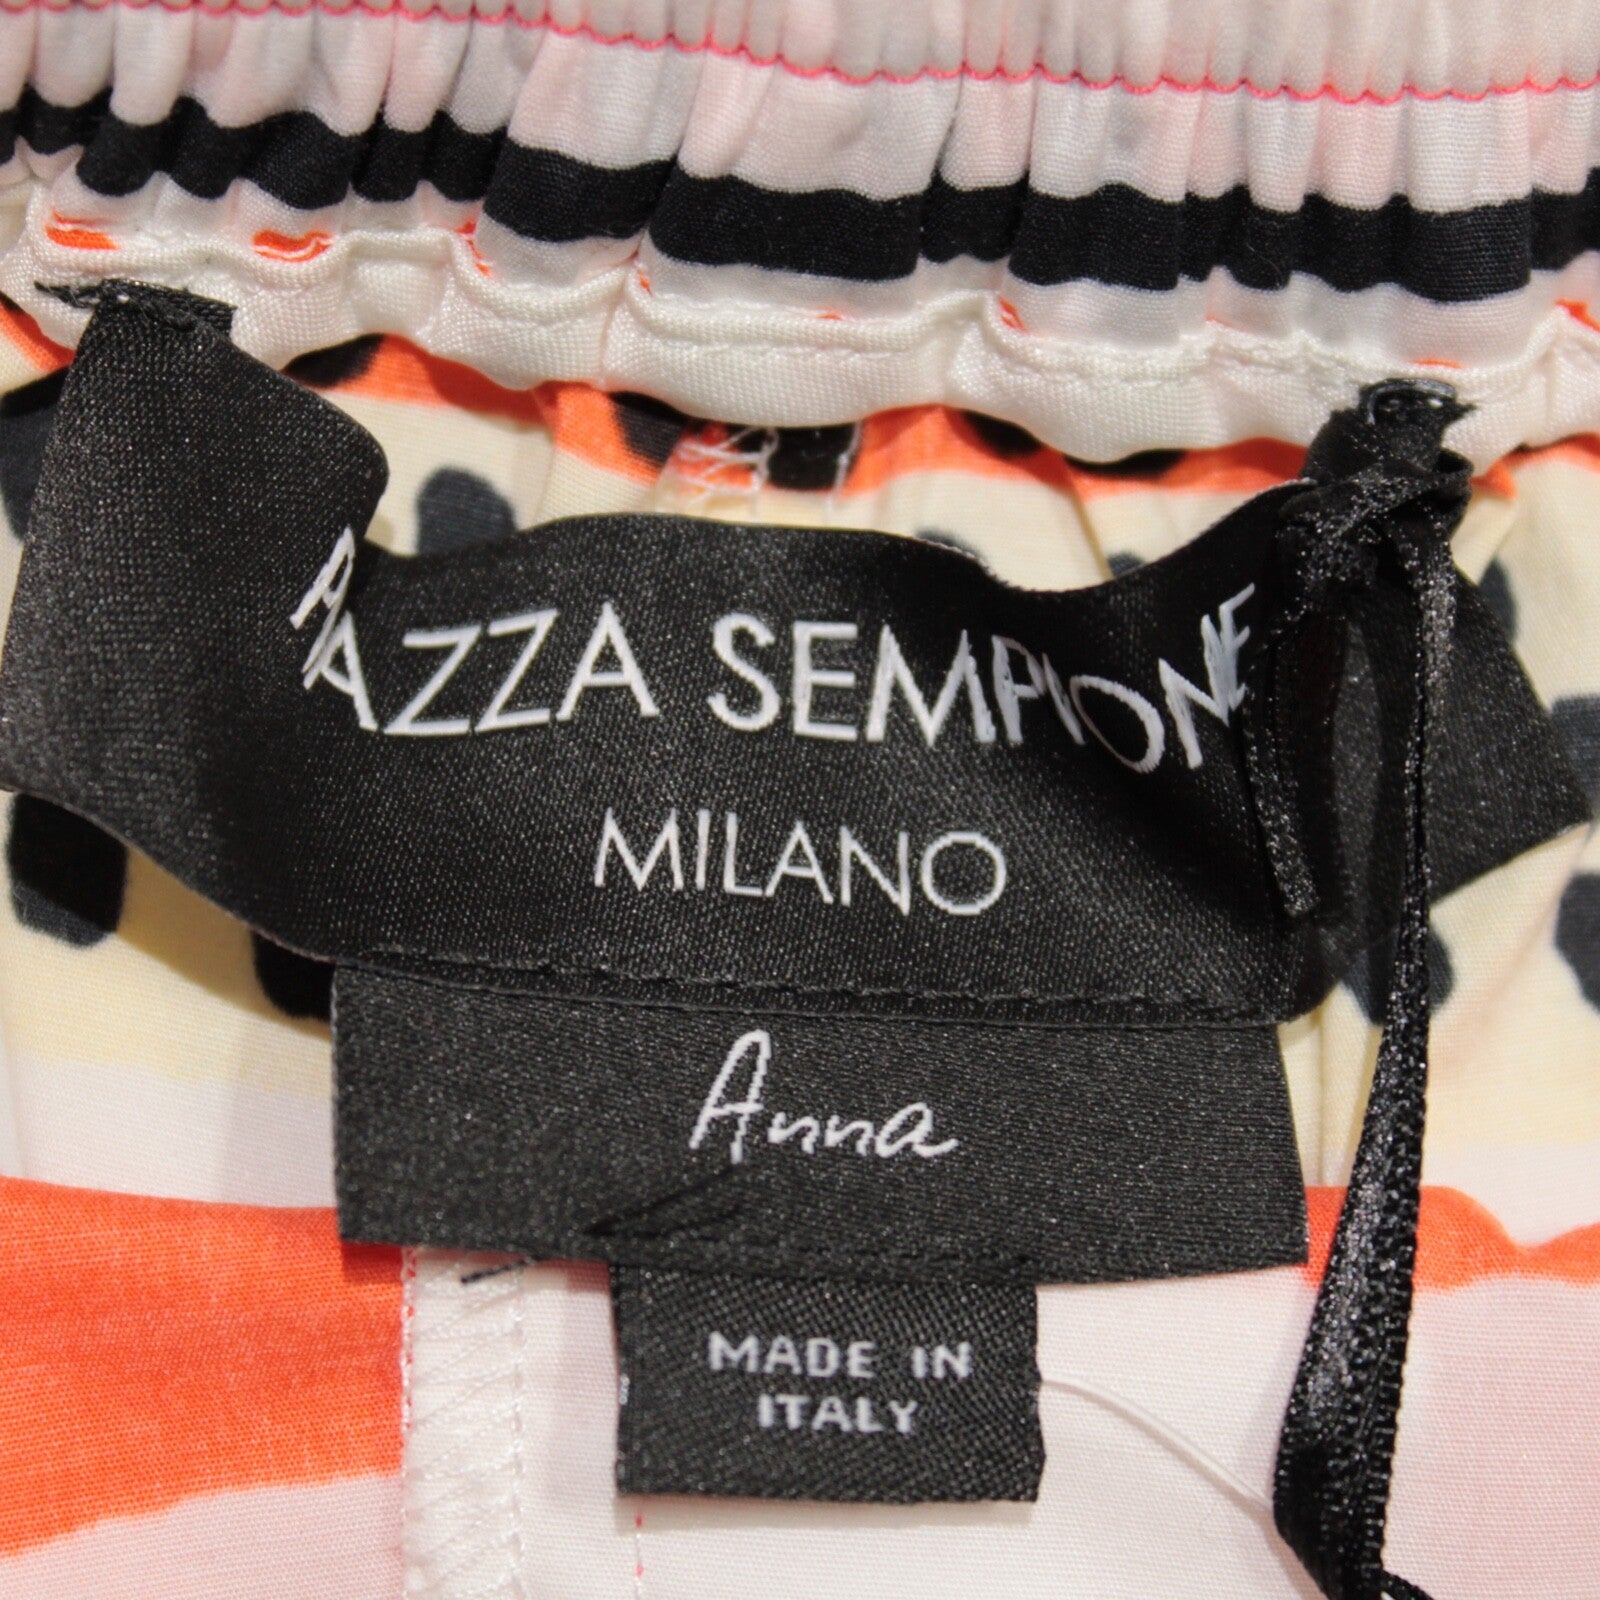 PIAZZA SEMPIONE
MILANO
Anna
MADE IN
ITALY